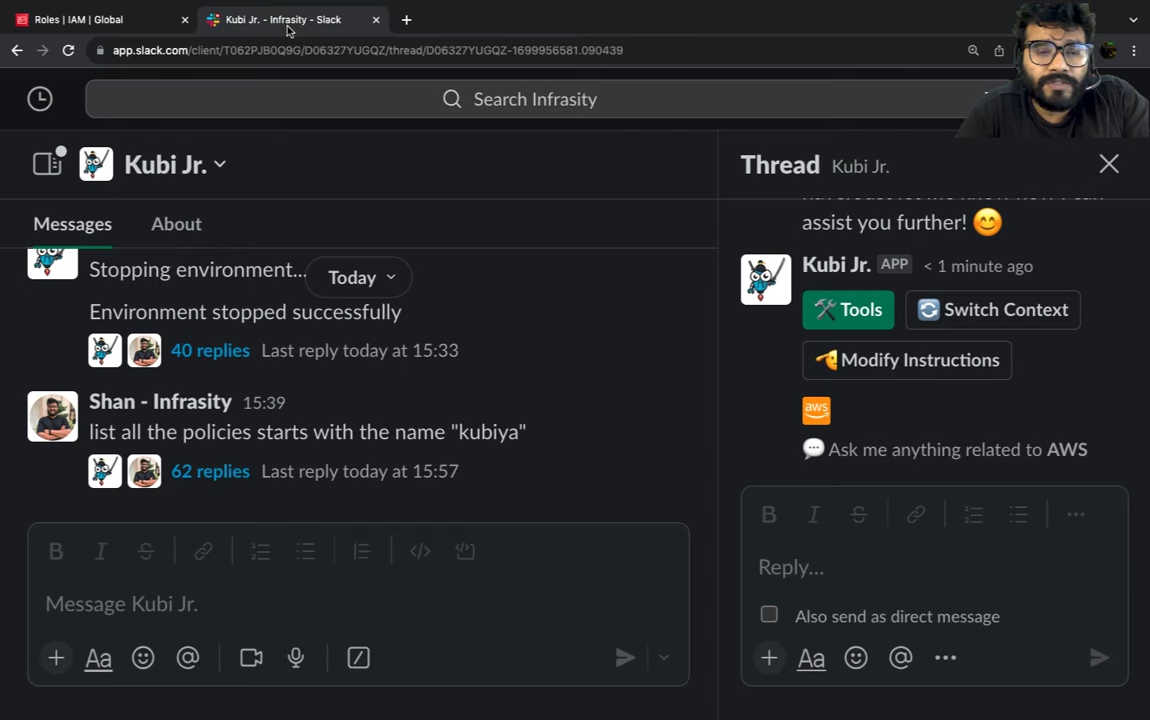 Roles | IAM | Global
Kubi Jr. - Infrasity - Slack
app.slack.com/client/T062PJB0Q9G/D06327YUGQZ/thread/D06327YUGQZ-1699956581.090439
Search Infrasity
Kubi Jr.
Messages
About
Stopping environment...
Today
Environment stopped successfully
40 replies
Last reply today at 15:33
Shan - Infrasity 15:39
list all the policies starts with the name "kubiya"
62 replies
Last reply today at 15:57
Message Kubi Jr.
Thread Kubi Jr.
assist you further!
Kubi Jr. APP < 1 minute ago
Tools
Switch Context
Modify Instructions
aws
Ask me anything related to AWS
Reply...
Also send as direct message